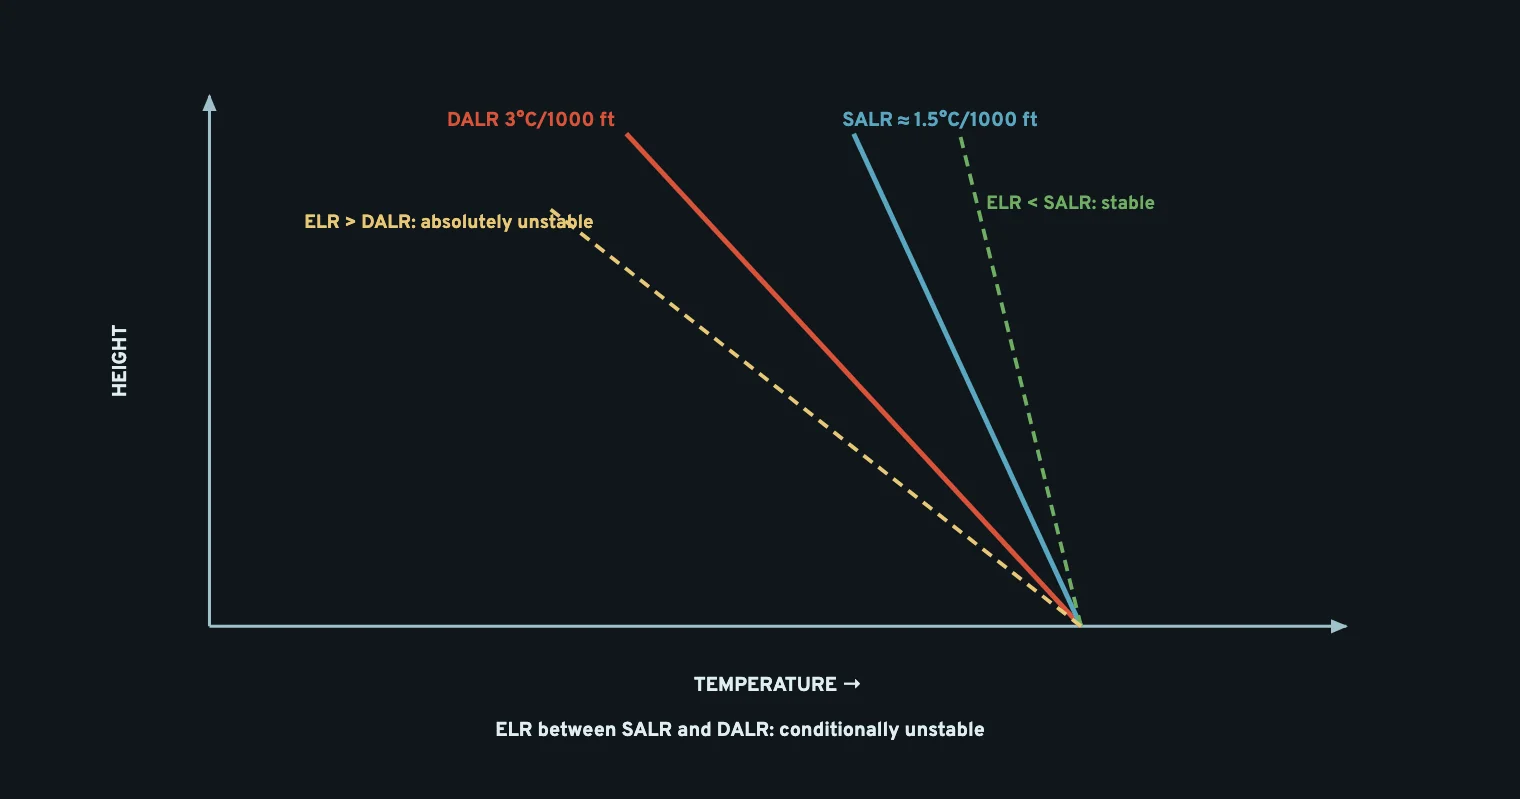 DALR 3°C/1000 ft
SALR ≈ 1.5°C/1000 ft
ELR < SALR: stable
ELR > DALR: absolutely unstable
HEIGHT
TEMPERATURE →
ELR between SALR and DALR: conditionally unstable